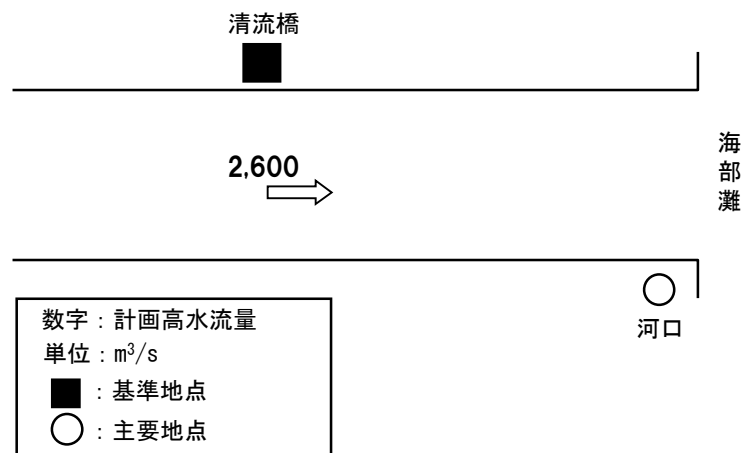 清流橋
2,600
海部灘
河口
数字：計画高水流量
単位：m³/s
：基準地点
：主要地点